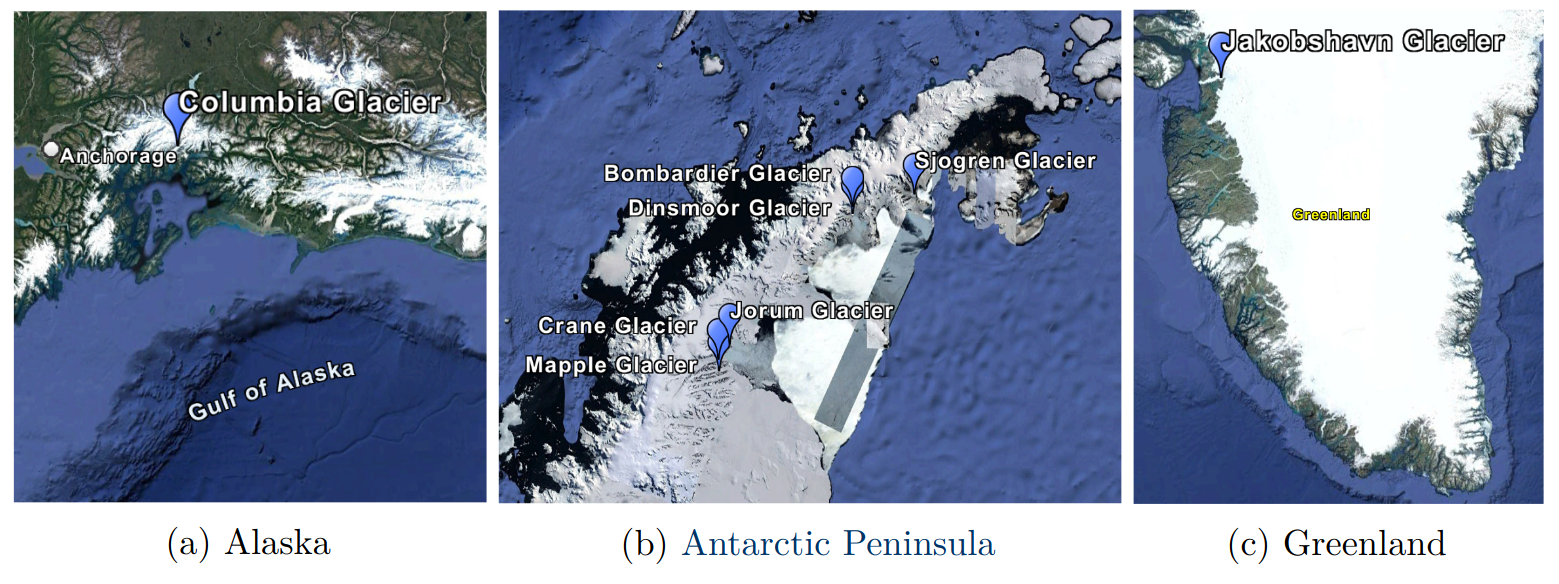 Columbia Glacier
Anchorage
Gulf of Alaska
(a) Alaska
Sjogren Glacier
Bombardier Glacier
Dinsmoor Glacier
Jorum Glacier
Crane Glacier
Mapple Glacier
(b) Antarctic Peninsula
Jakobshavn Glacier
Greenland
(c) Greenland